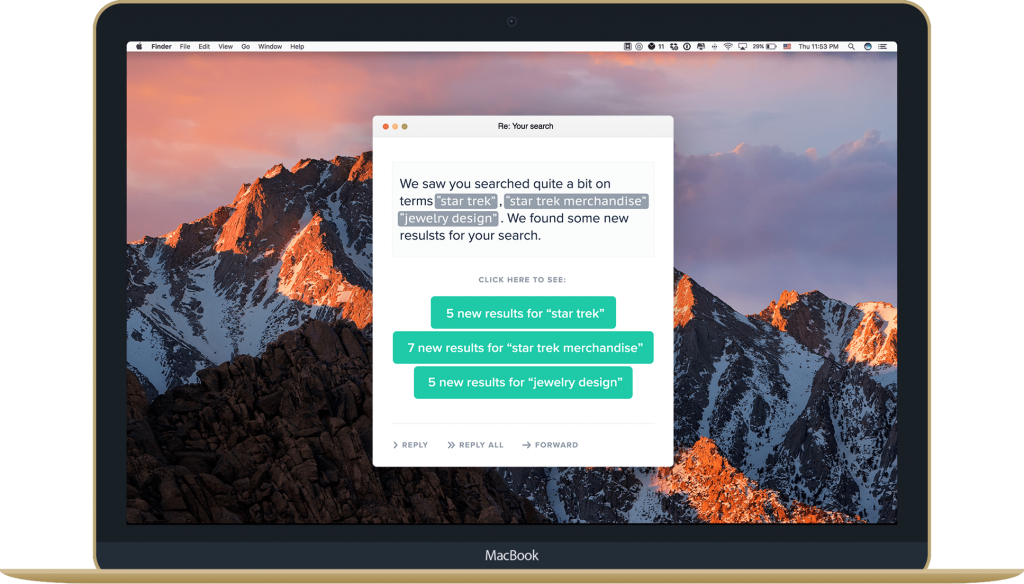 Finder File Edit View Go Window Help 11 29% Thu 11:53 PM
Re: Your search
We saw you searched quite a bit on
terms "star trek", "star trek merchandise"
"jewelry design". We found some new
resulsts for your search.
CLICK HERE TO SEE:
5 new results for “star trek”
7 new results for “star trek merchandise”
5 new results for “jewelry design”
REPLY REPLY ALL FORWARD
MacBook